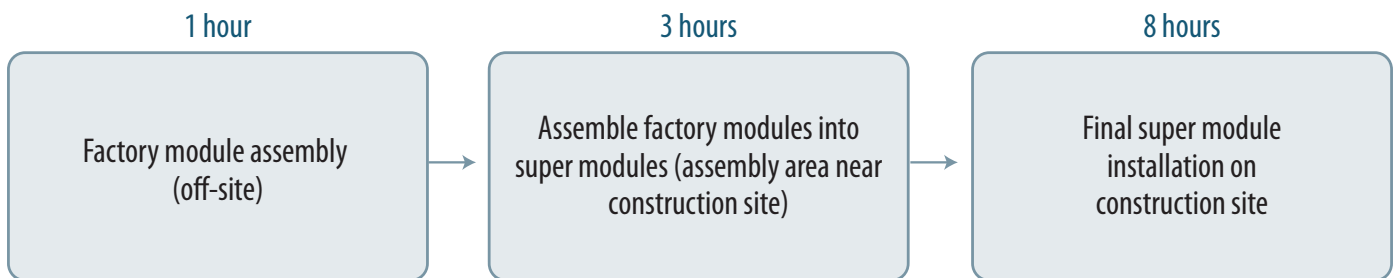 1 hour
3 hours
8 hours
Factory module assembly
(off-site)
Assemble factory modules into
super modules (assembly area near
construction site)
Final super module
installation on
construction site